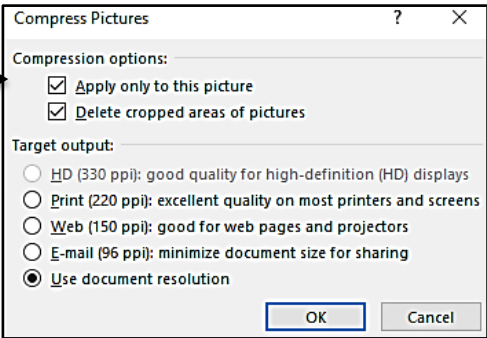 Compress Pictures ?
Compression options:
Apply only to this picture
Delete cropped areas of pictures
Target output:
HD (330 ppi): good quality for high-definition (HD) displays
Print (220 ppi): excellent quality on most printers and screens
Web (150 ppi): good for web pages and projectors
E-mail (96 ppi): minimize document size for sharing
Use document resolution
OK Cancel